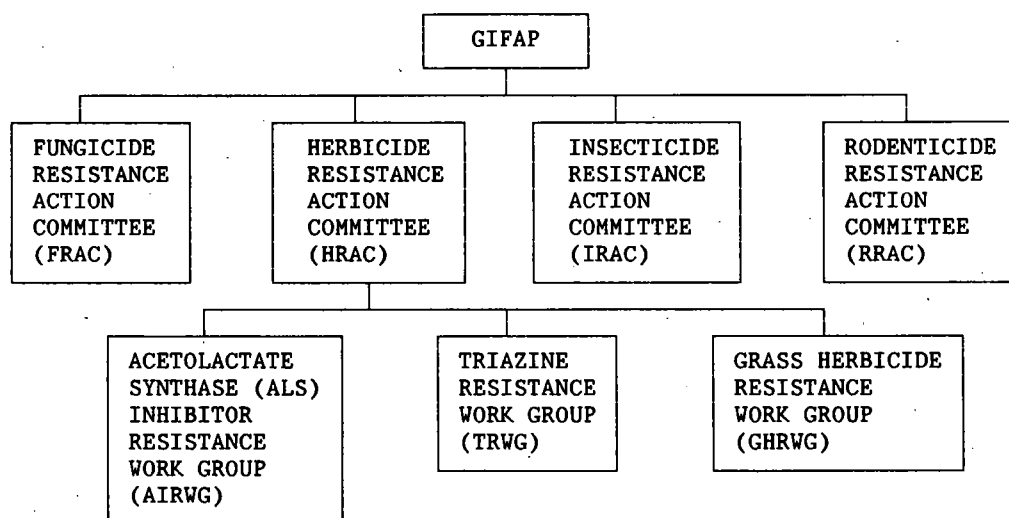 GIFAP
FUNGICIDE
RESISTANCE
ACTION
COMMITTEE
(FRAC)
HERBICIDE
RESISTANCE
ACTION
COMMITTEE
(HRAC)
INSECTICIDE
RESISTANCE
ACTION
COMMITTEE
(IRAC)
RODENTICIDE
RESISTANCE
ACTION
COMMITTEE
(RRAC)
ACETOLACTATE
SYNTHASE (ALS)
INHIBITOR
RESISTANCE
WORK GROUP
(AIRWG)
TRIAZINE
RESISTANCE
WORK GROUP
(TRWG)
GRASS HERBICIDE
RESISTANCE
WORK GROUP
(GHRWG)